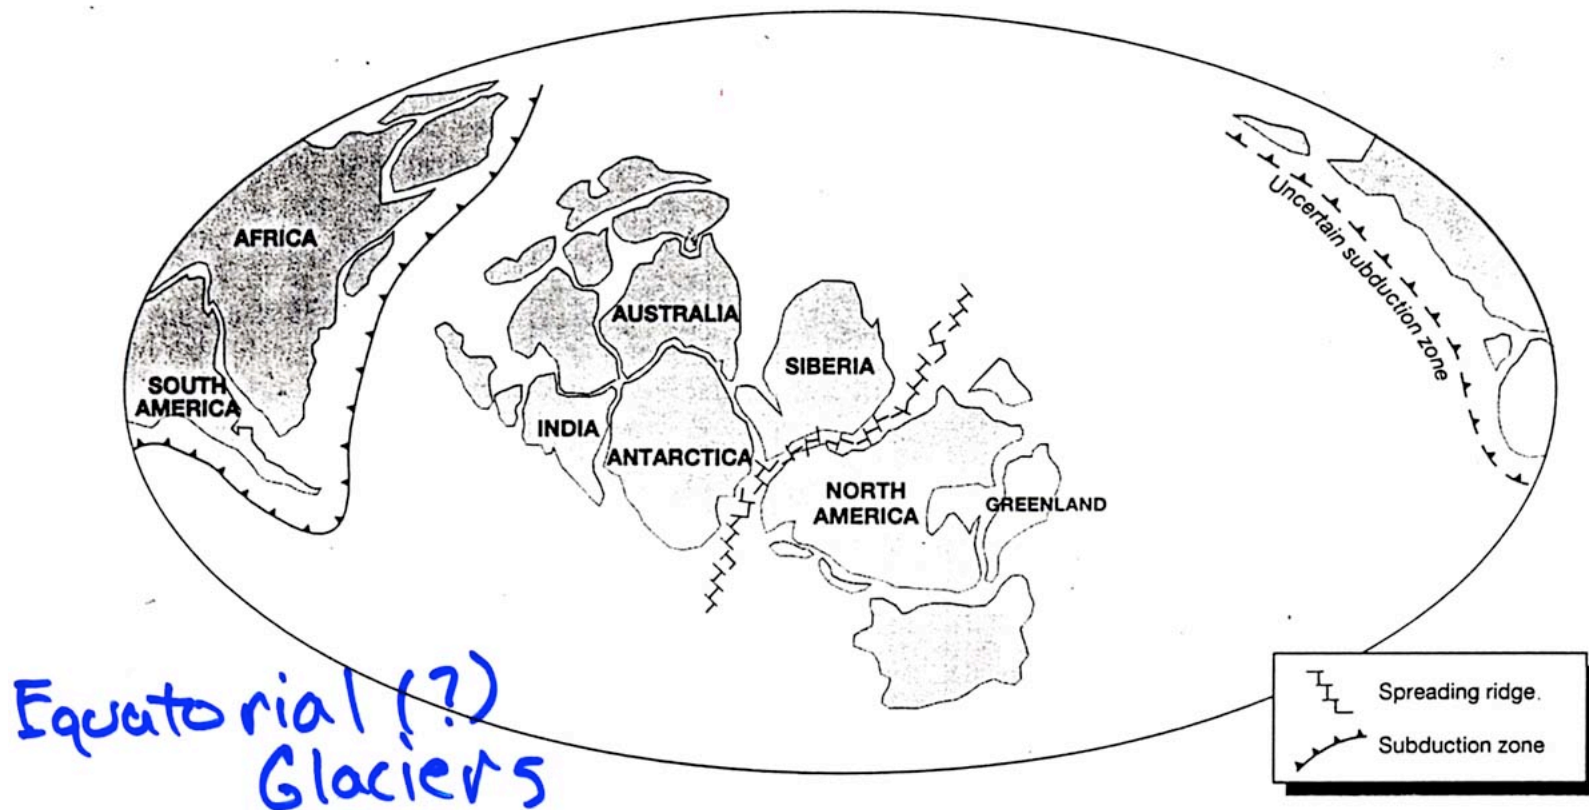 AFRICA
SOUTH
AMERICA
AUSTRALIA
SIBERIA
INDIA
ANTARCTICA
NORTH
AMERICA
GREENLAND
Uncertain subduction zone
Equatorial (?)
Glaciers
Spreading ridge.
Subduction zone